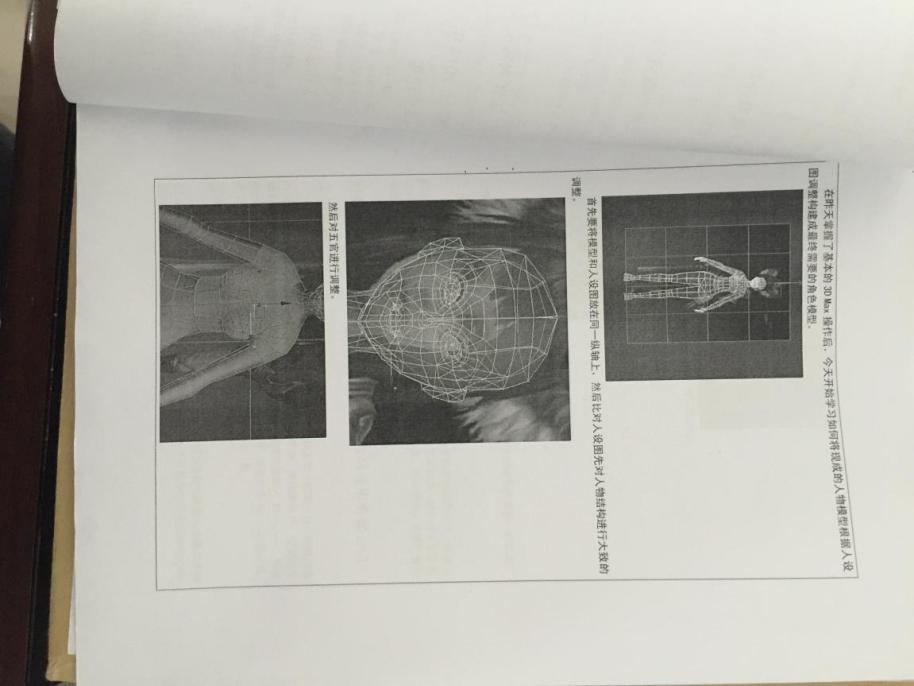 在昨天掌握了基本的 3D Max 操作后，今天开始学习如何将现成的人物模型根据人设
图调整构建成最终需要的角色模型。
首先要将模型和人设图放在同一纵轴上，然后比对人设图先对人物结构进行大致的
调整。
然后对五官进行调整。